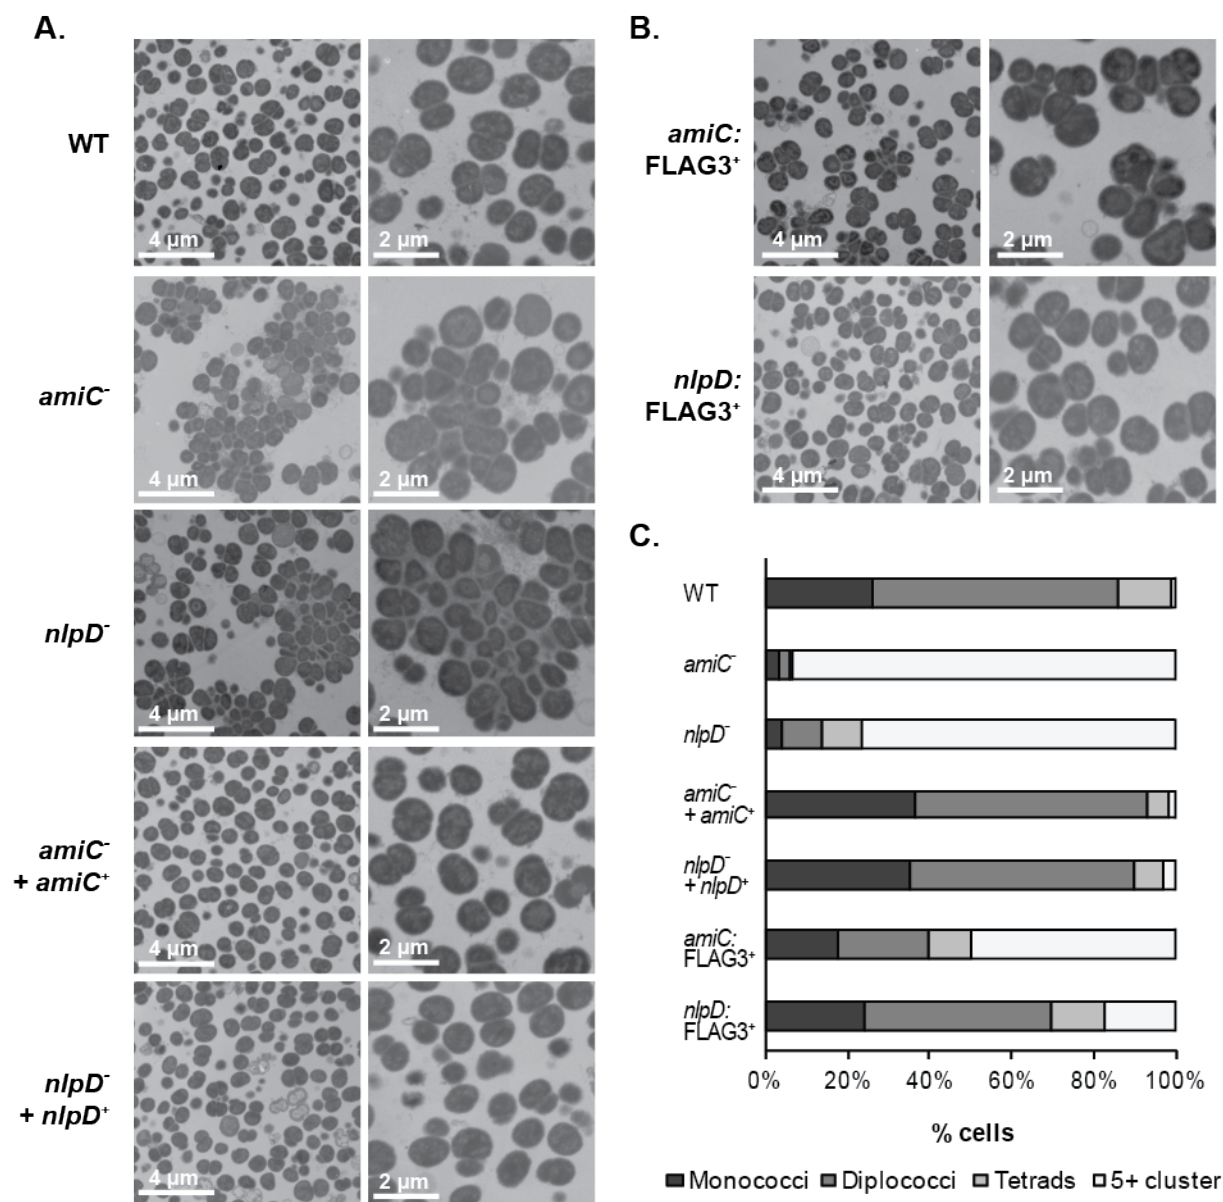 A.
WT
4 µm
2 µm
amiC⁻
4 µm
2 µm
nlpD⁻
4 µm
2 µm
amiC⁻
+ amiC⁺
4 µm
2 µm
nlpD⁻
+ nlpD⁺
4 µm
2 µm
B.
amiC:
FLAG3⁺
4 µm
2 µm
nlpD:
FLAG3⁺
4 µm
2 µm
C.
WT
amiC⁻
nlpD⁻
amiC⁻
+ amiC⁺
nlpD⁻
+ nlpD⁺
amiC:
FLAG3⁺
nlpD:
FLAG3⁺
0% 20% 40% 60% 80% 100%
% cells
Monococci Diplococci Tetrads 5+ cluster